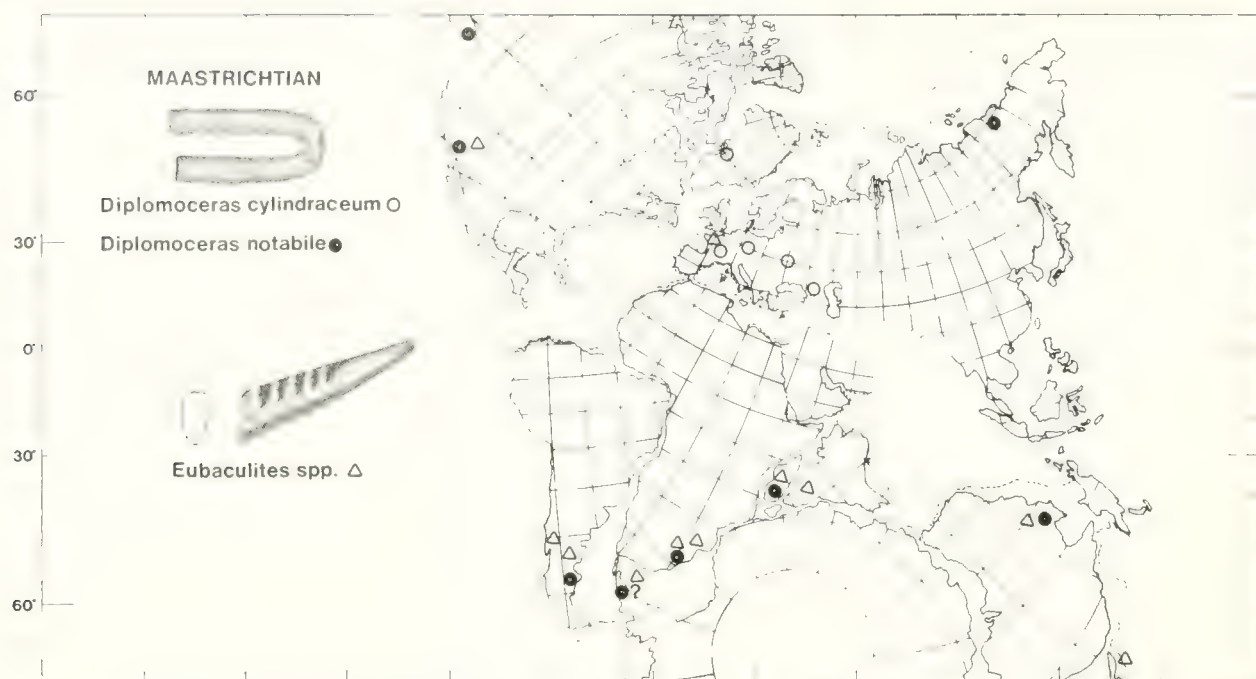 MAASTRICHTIAN
60°
Diplomoceras cylindraceum
30°
Diplomoceras notabile
0°
30°
Eubaculites spp.
?
60°